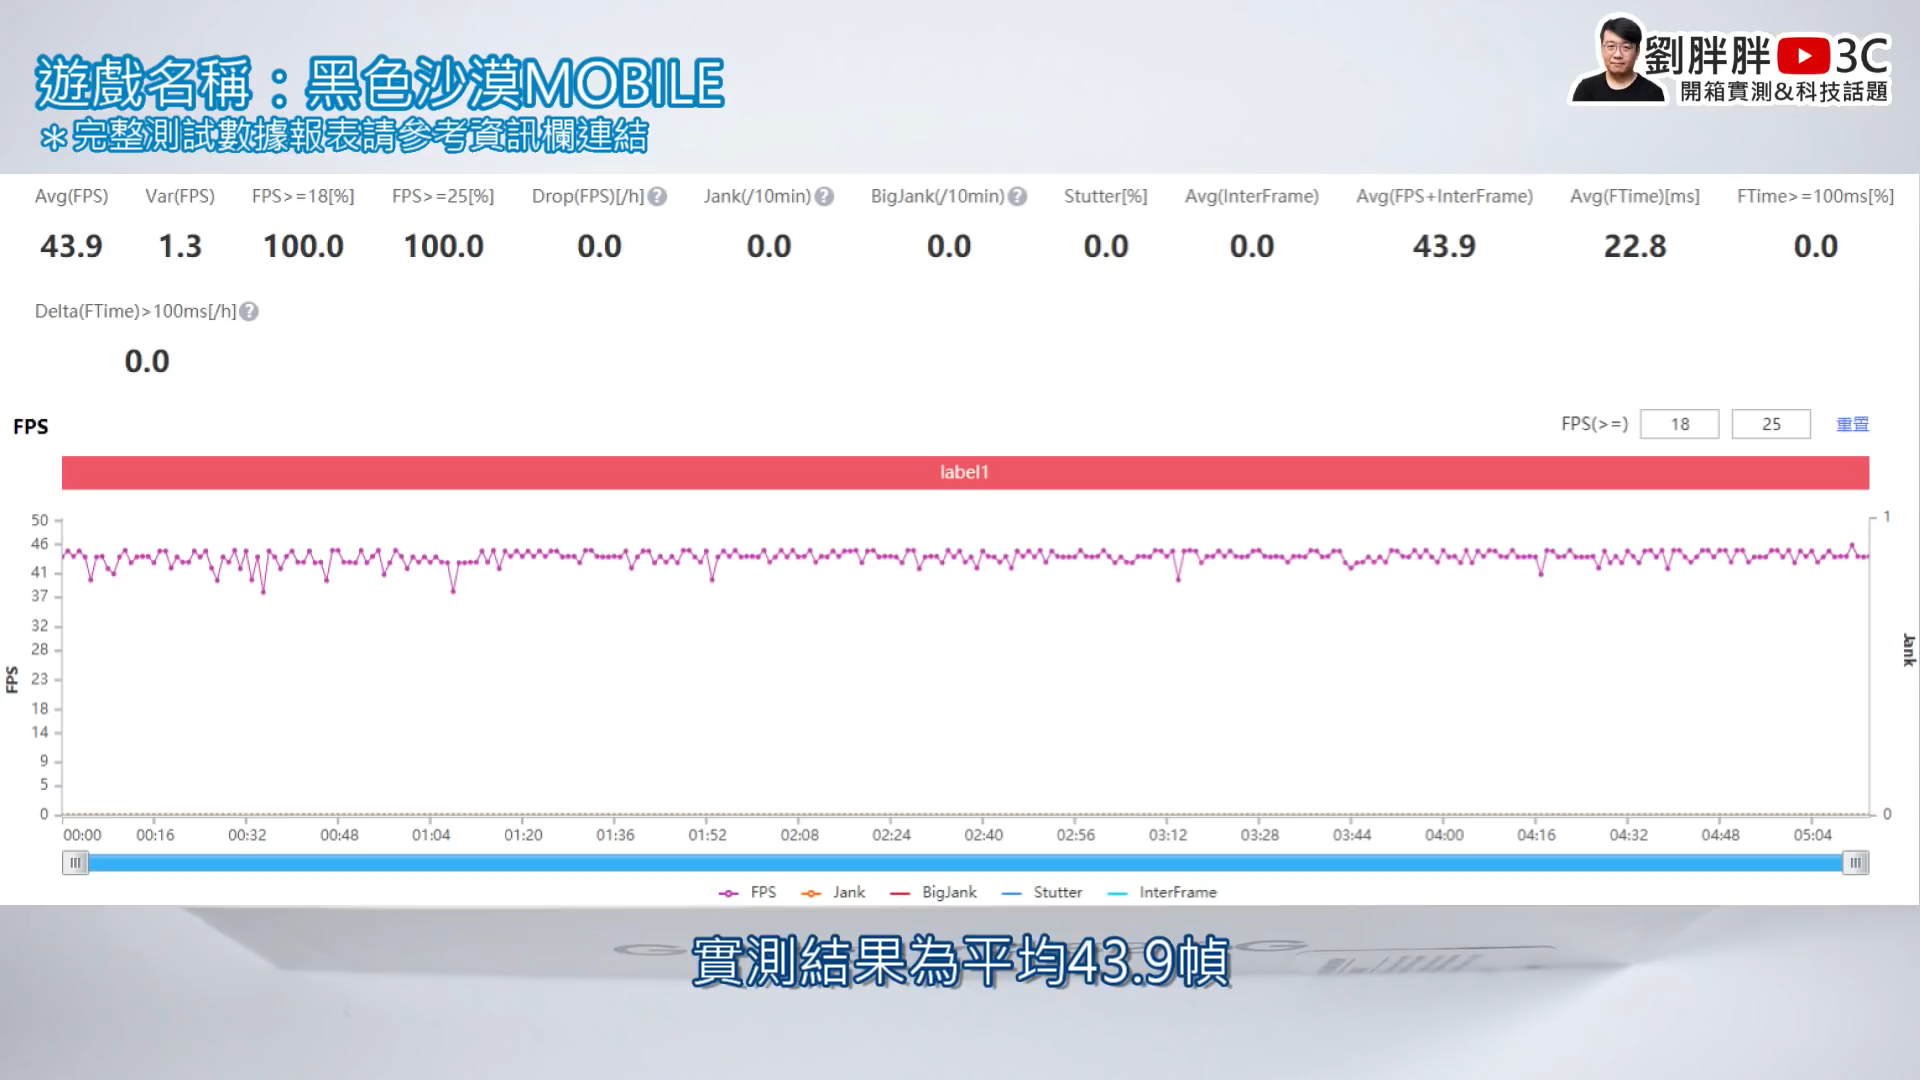 遊戲名稱：黑色沙漠MOBILE
＊完整測試數據報表請參考資訊欄連結
劉胖胖 3C
開箱實測&科技話題
Avg(FPS) Var(FPS) FPS>=18[%] FPS>=25[%] Drop(FPS)[/h] ? Jank(/10min) ? BigJank(/10min) ? Stutter[%] Avg(InterFrame) Avg(FPS+InterFrame) Avg(FTime)[ms] FTime>=100ms[%]
43.9 1.3 100.0 100.0 0.0 0.0 0.0 0.0 0.0 43.9 22.8 0.0
Delta(FTime)>100ms[/h] ?
0.0
FPS
FPS(>=) 18 25 重置
label1
50
46
41
37
32
28
23
18
14
9
5
0
FPS
1
0
Jank
00:00 00:16 00:32 00:48 01:04 01:20 01:36 01:52 02:08 02:24 02:40 02:56 03:12 03:28 03:44 04:00 04:16 04:32 04:48 05:04
FPS Jank BigJank Stutter InterFrame
實測結果為平均43.9幀